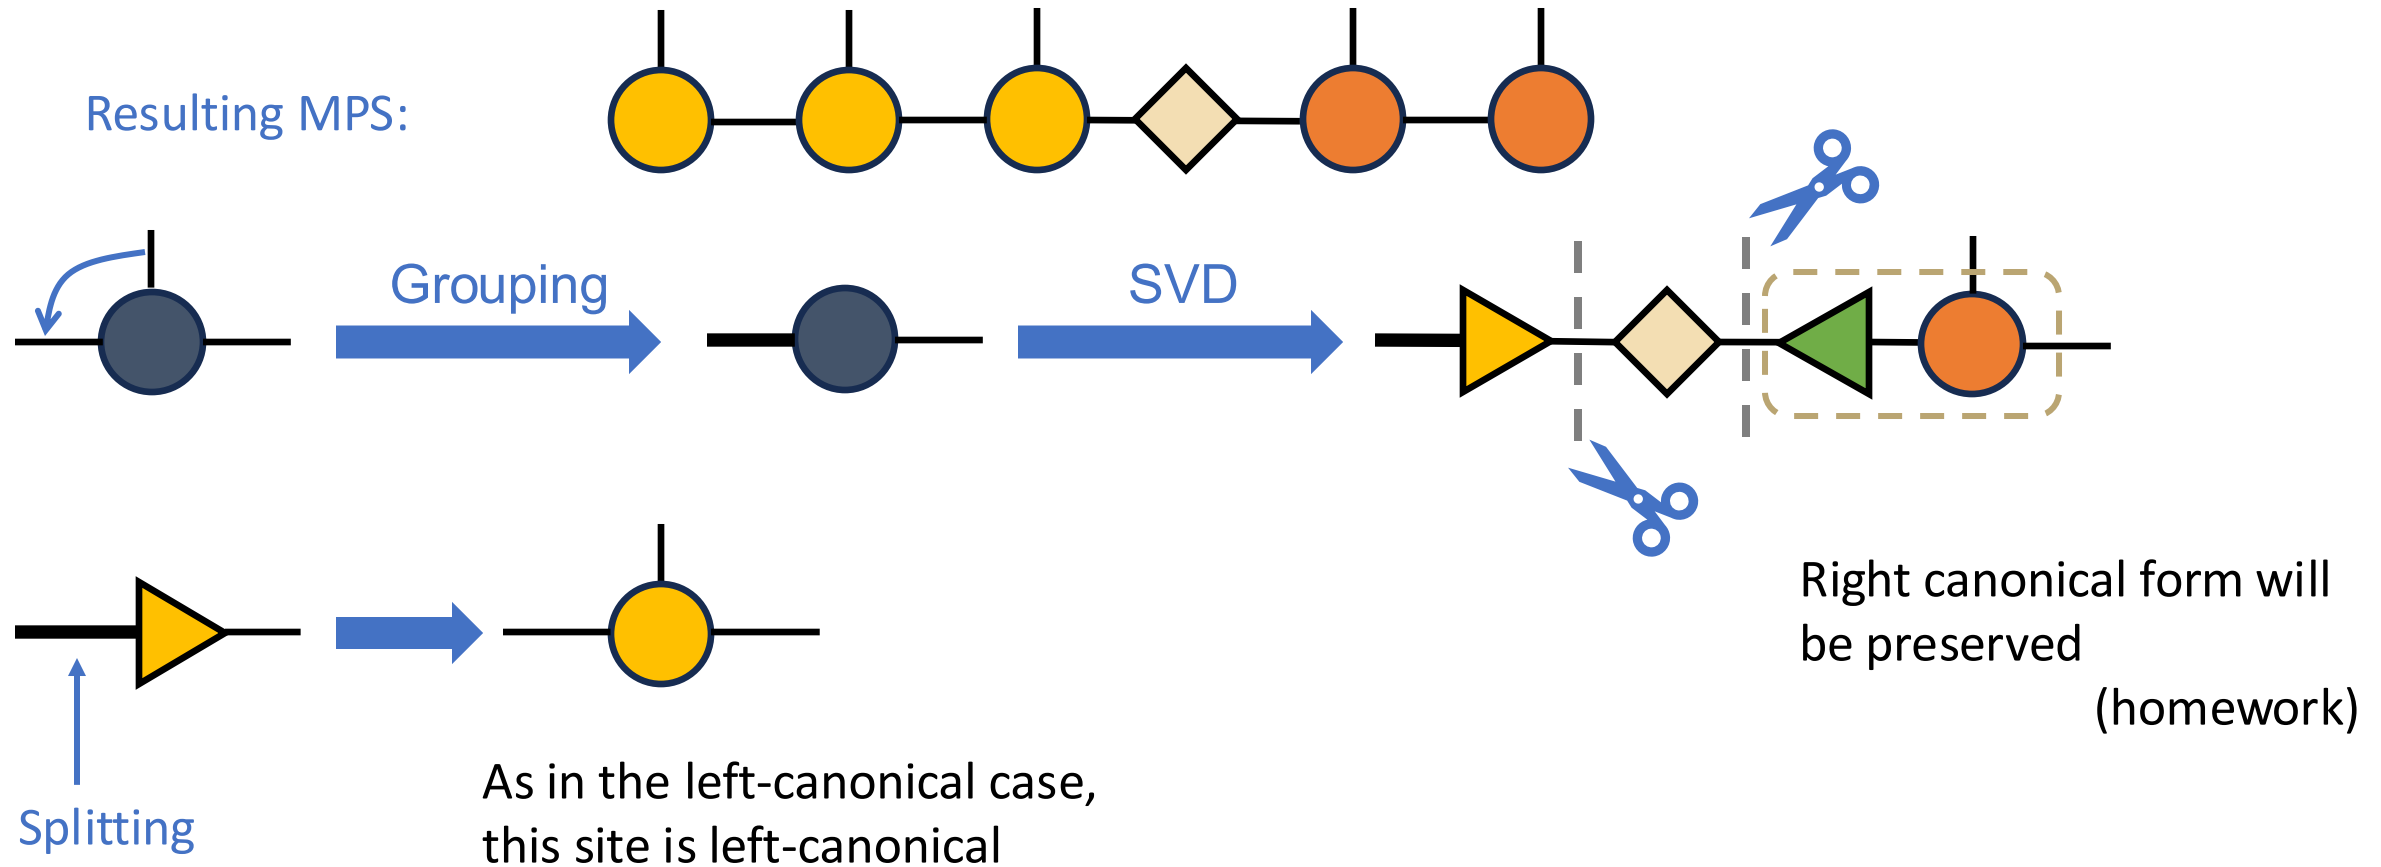 Resulting MPS:
Grouping
SVD
Right canonical form will
be preserved
(homework)
Splitting
As in the left-canonical case,
this site is left-canonical